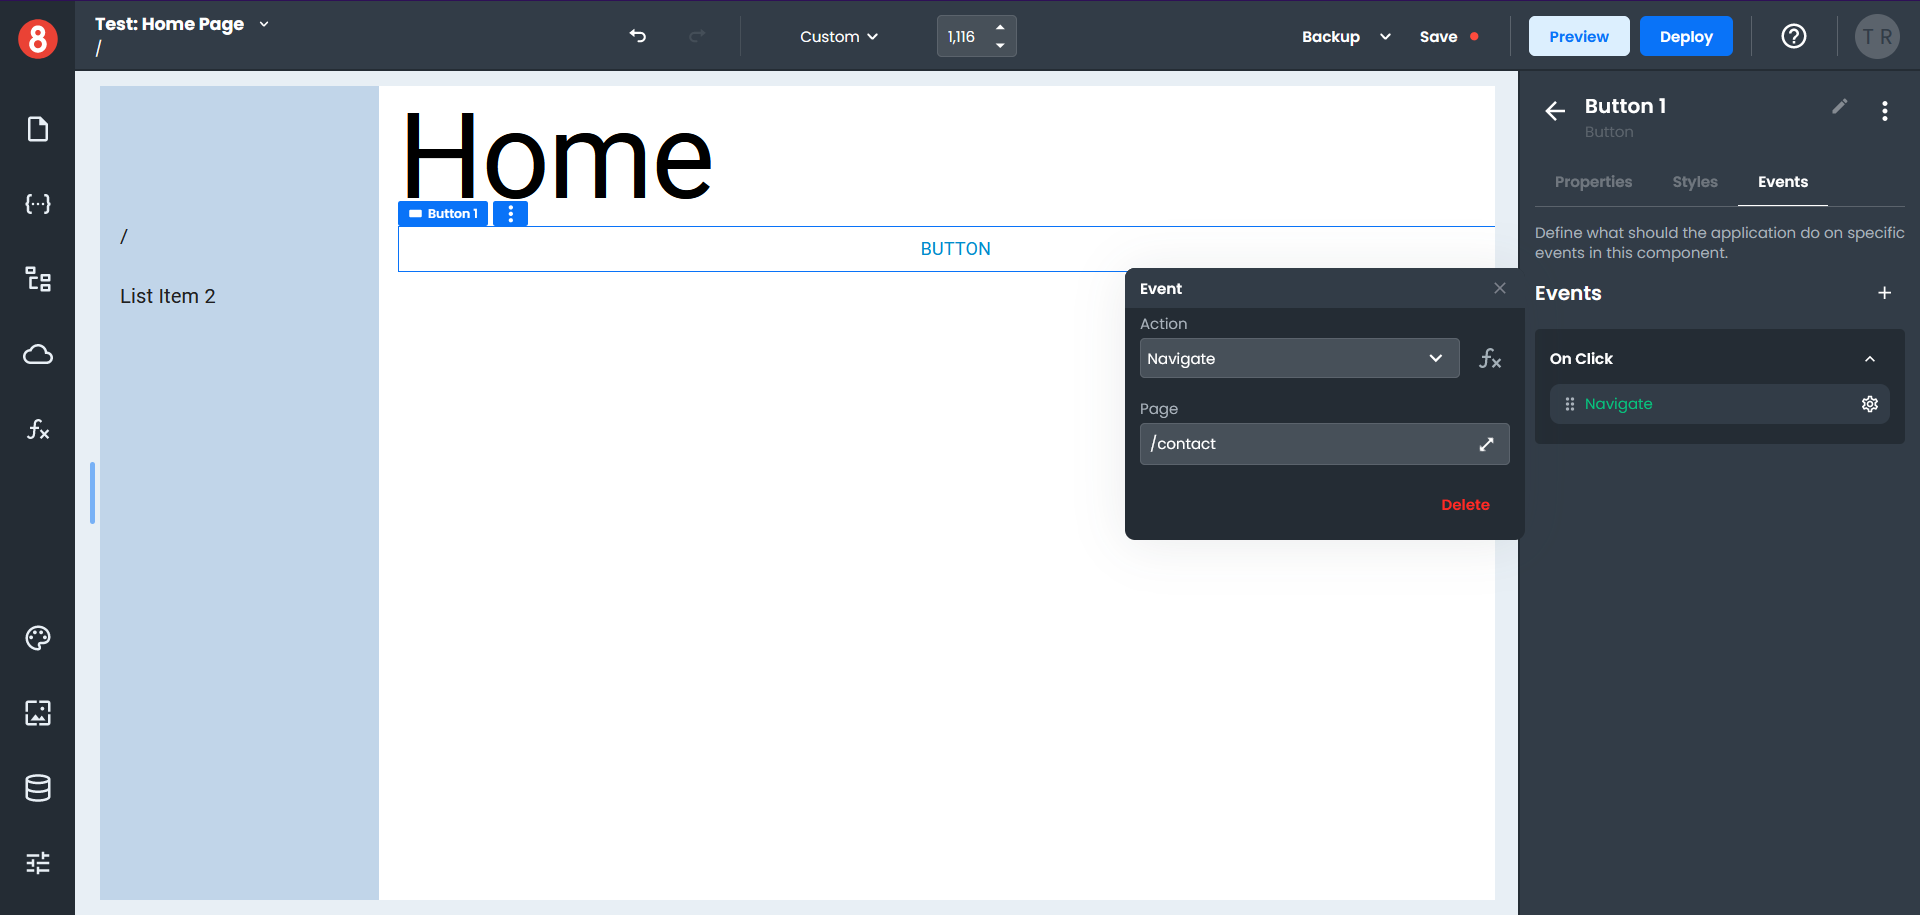 8
Test: Home Page
/
Custom
1,116
Backup
Save
Preview
Deploy
T R
/
List Item 2
Home
Button 1
BUTTON
Event
Action
Navigate
fx
Page
/contact
Delete
Button 1
Button
Properties
Styles
Events
Define what should the application do on specific
events in this component.
Events
On Click
Navigate